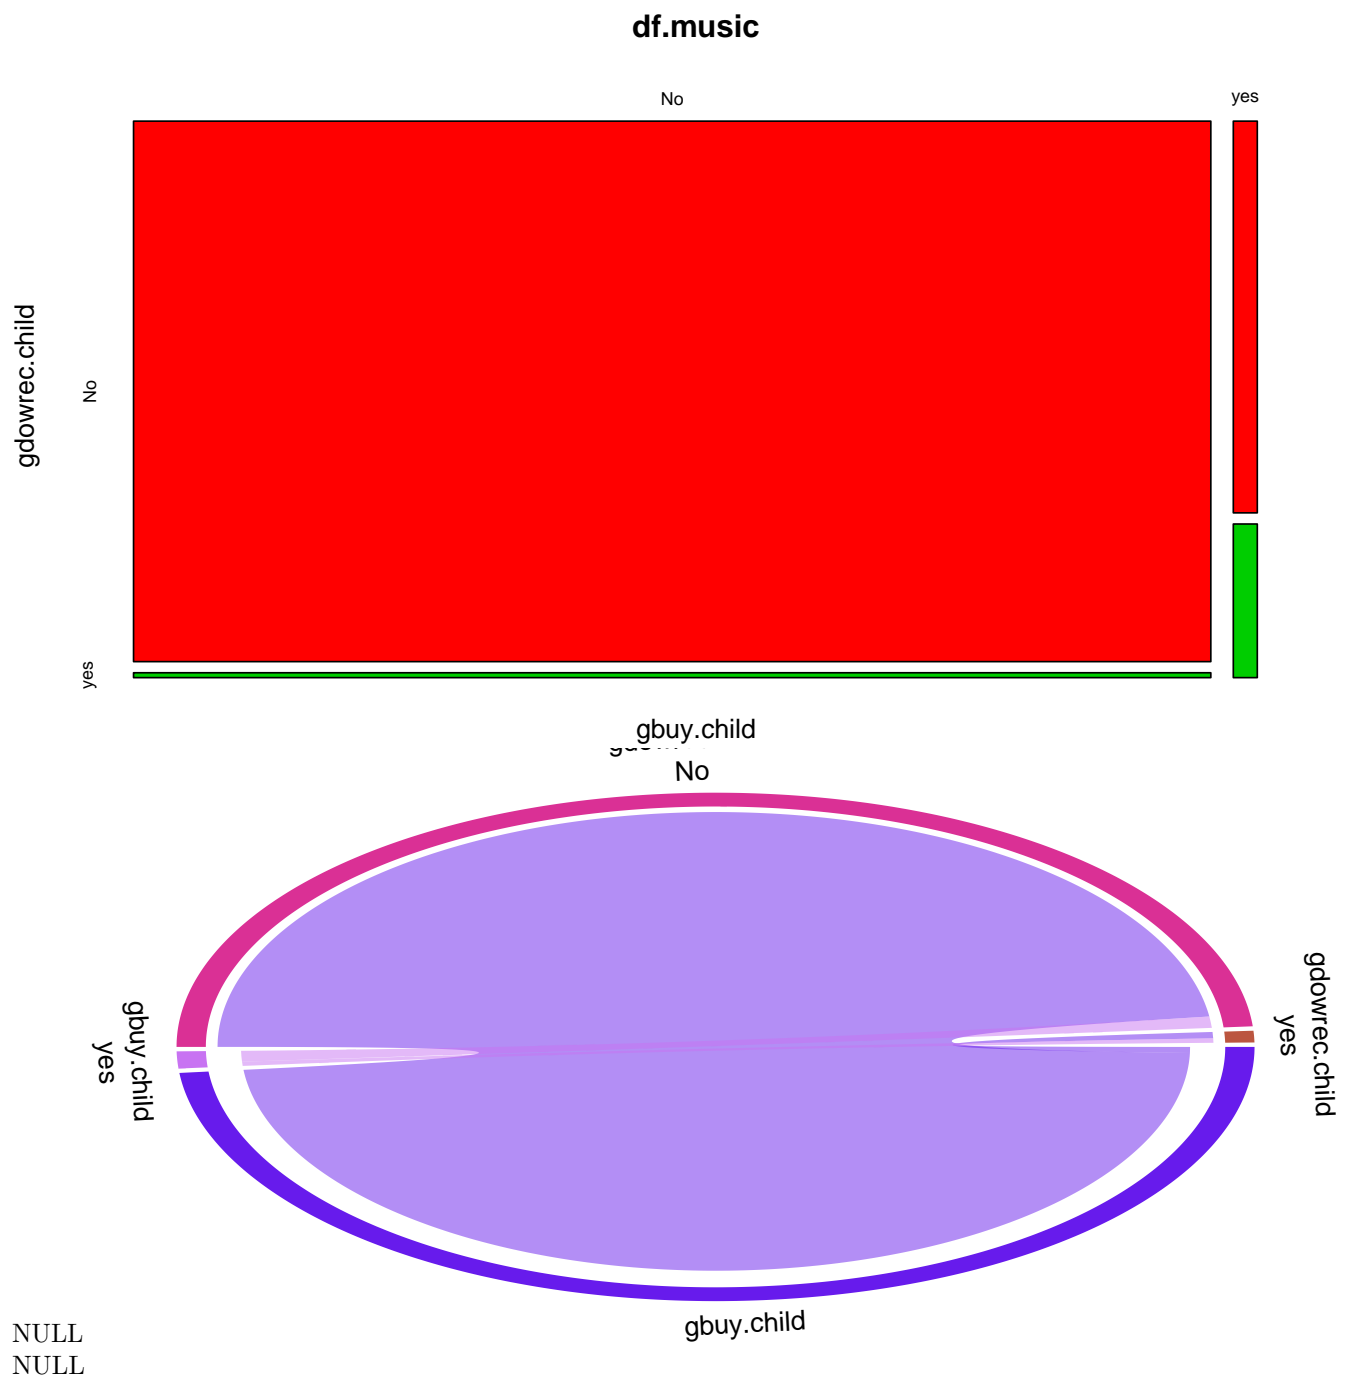 df.music
No
yes
gdowrec.child
No
yes
gbuy.child
No
gdowrec.child
yes
gbuy.child
yes
gbuy.child
NULL
NULL